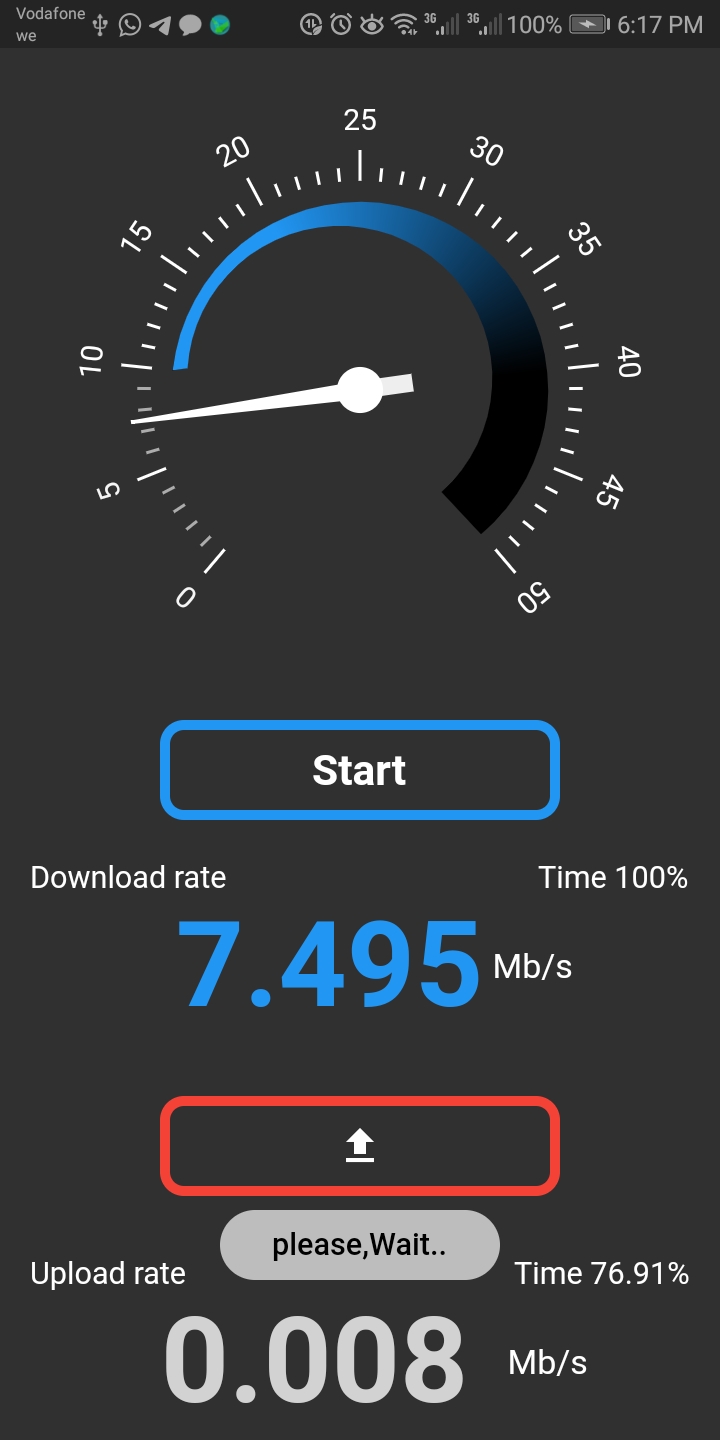 Vodafone
we
3G 3G 100% 6:17 PM
25
20 30
15 35
10 40
5 45
0 50
Start
Download rate Time 100%
7.495 Mb/s
please,Wait..
Upload rate Time 76.91%
0.008 Mb/s